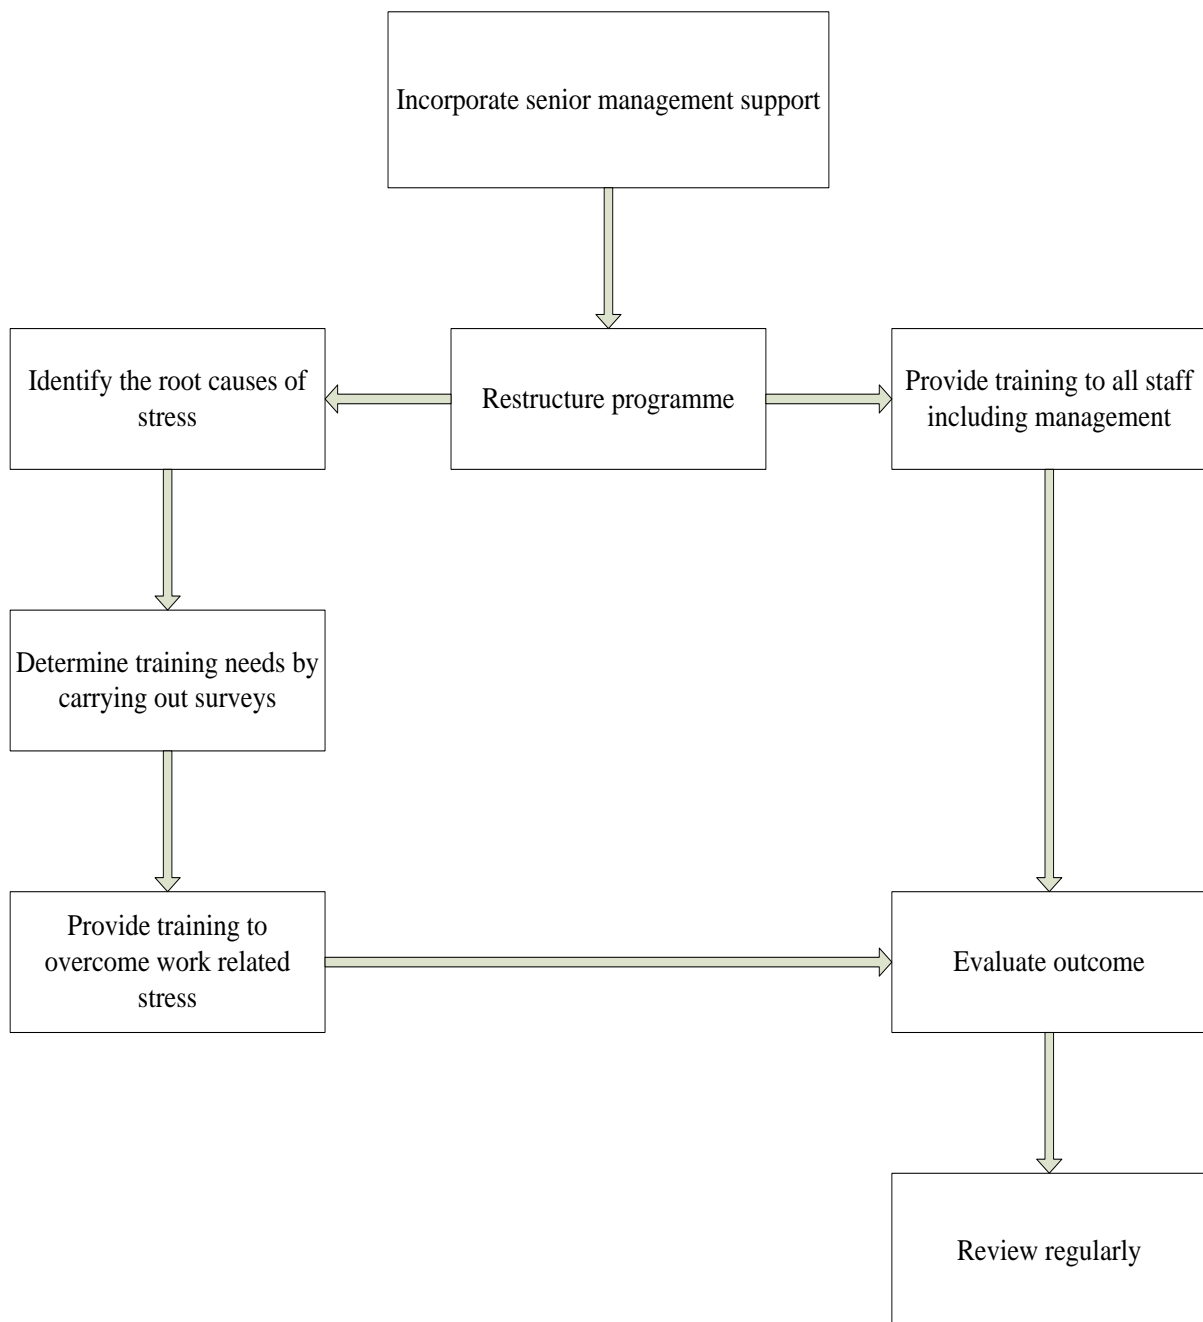 Incorporate senior management support
Identify the root causes of
stress
Restructure programme
Provide training to all staff
including management
Determine training needs by
carrying out surveys
Provide training to
overcome work related
stress
Evaluate outcome
Review regularly